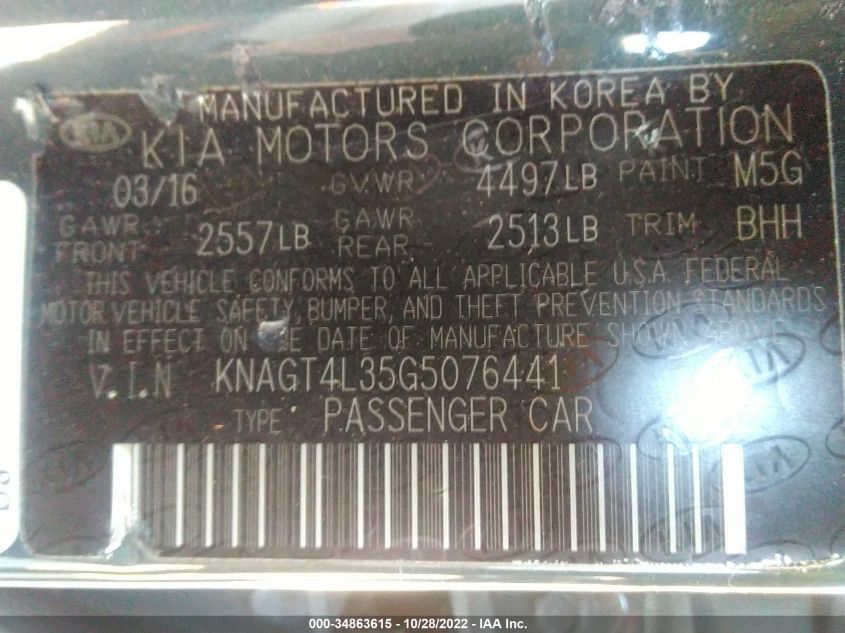 MANUFACTURED IN KOREA BY
KIA KIA MOTORS CORPORATION
03/16 GVWR 4497LB PAINT M5G
GAWR FRONT 2557LB GAWR REAR 2513LB TRIM BHH
THIS VEHICLE CONFORMS TO ALL APPLICABLE U.S.A. FEDERAL
MOTOR VEHICLE SAFETY, BUMPER, AND THEFT PREVENTION STANDARDS
IN EFFECT ON DATE OF MANUFACTURE SHOWN ABOVE
V.I.N KNAGT4L35G5076441
TYPE: PASSENGER CAR
000-34863615 - 10/28/2022 - IAA Inc.